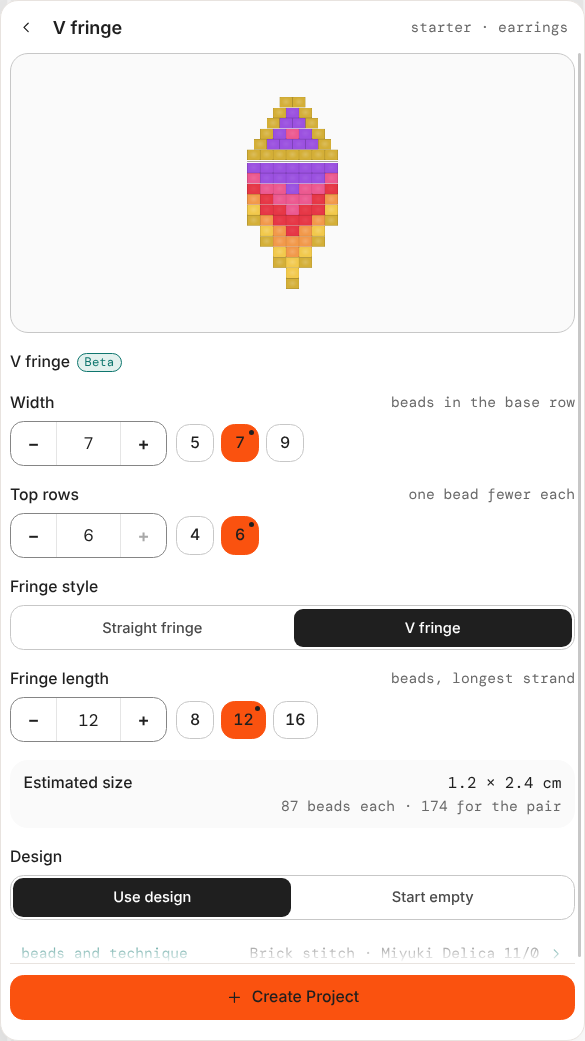 V fringe
starter · earrings
V fringe Beta
Width
beads in the base row
− 7 + 5 7 9
Top rows
one bead fewer each
− 6 + 4 6
Fringe style
Straight fringe
V fringe
Fringe length
beads, longest strand
− 12 + 8 12 16
Estimated size
1.2 × 2.4 cm
87 beads each · 174 for the pair
Design
Use design
Start empty
beads and technique
Brick stitch · Miyuki Delica 11/0 >
+ Create Project